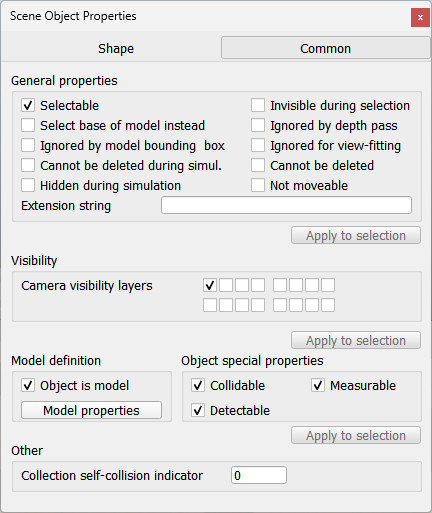 Scene Object Properties
x
Shape Common
General properties
Selectable Invisible during selection
Select base of model instead Ignored by depth pass
Ignored by model bounding box Ignored for view-fitting
Cannot be deleted during simul. Cannot be deleted
Hidden during simulation Not moveable
Extension string
Apply to selection
Visibility
Camera visibility layers
Apply to selection
Model definition Object special properties
Object is model Collidable Measurable
Model properties Detectable
Apply to selection
Other
Collection self-collision indicator 0